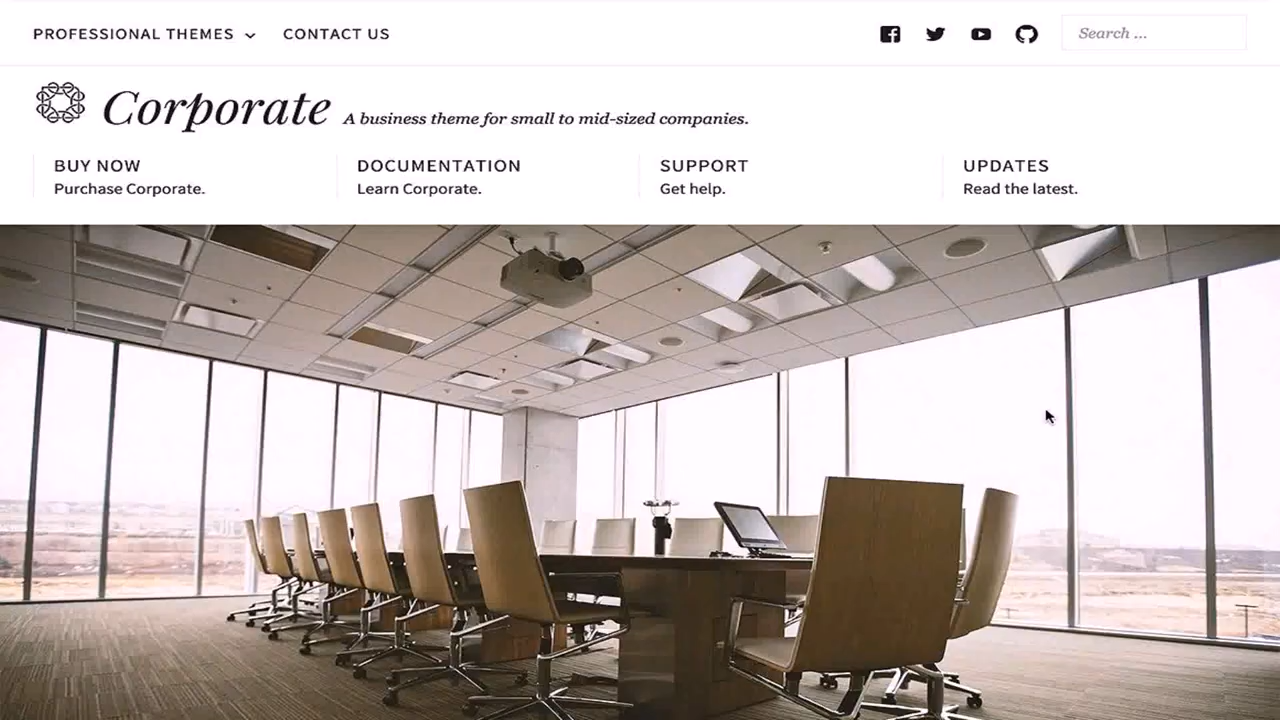 PROFESSIONAL THEMES CONTACT US Search ...
Corporate A business theme for small to mid-sized companies.
BUY NOW DOCUMENTATION SUPPORT UPDATES
Purchase Corporate. Learn Corporate. Get help. Read the latest.